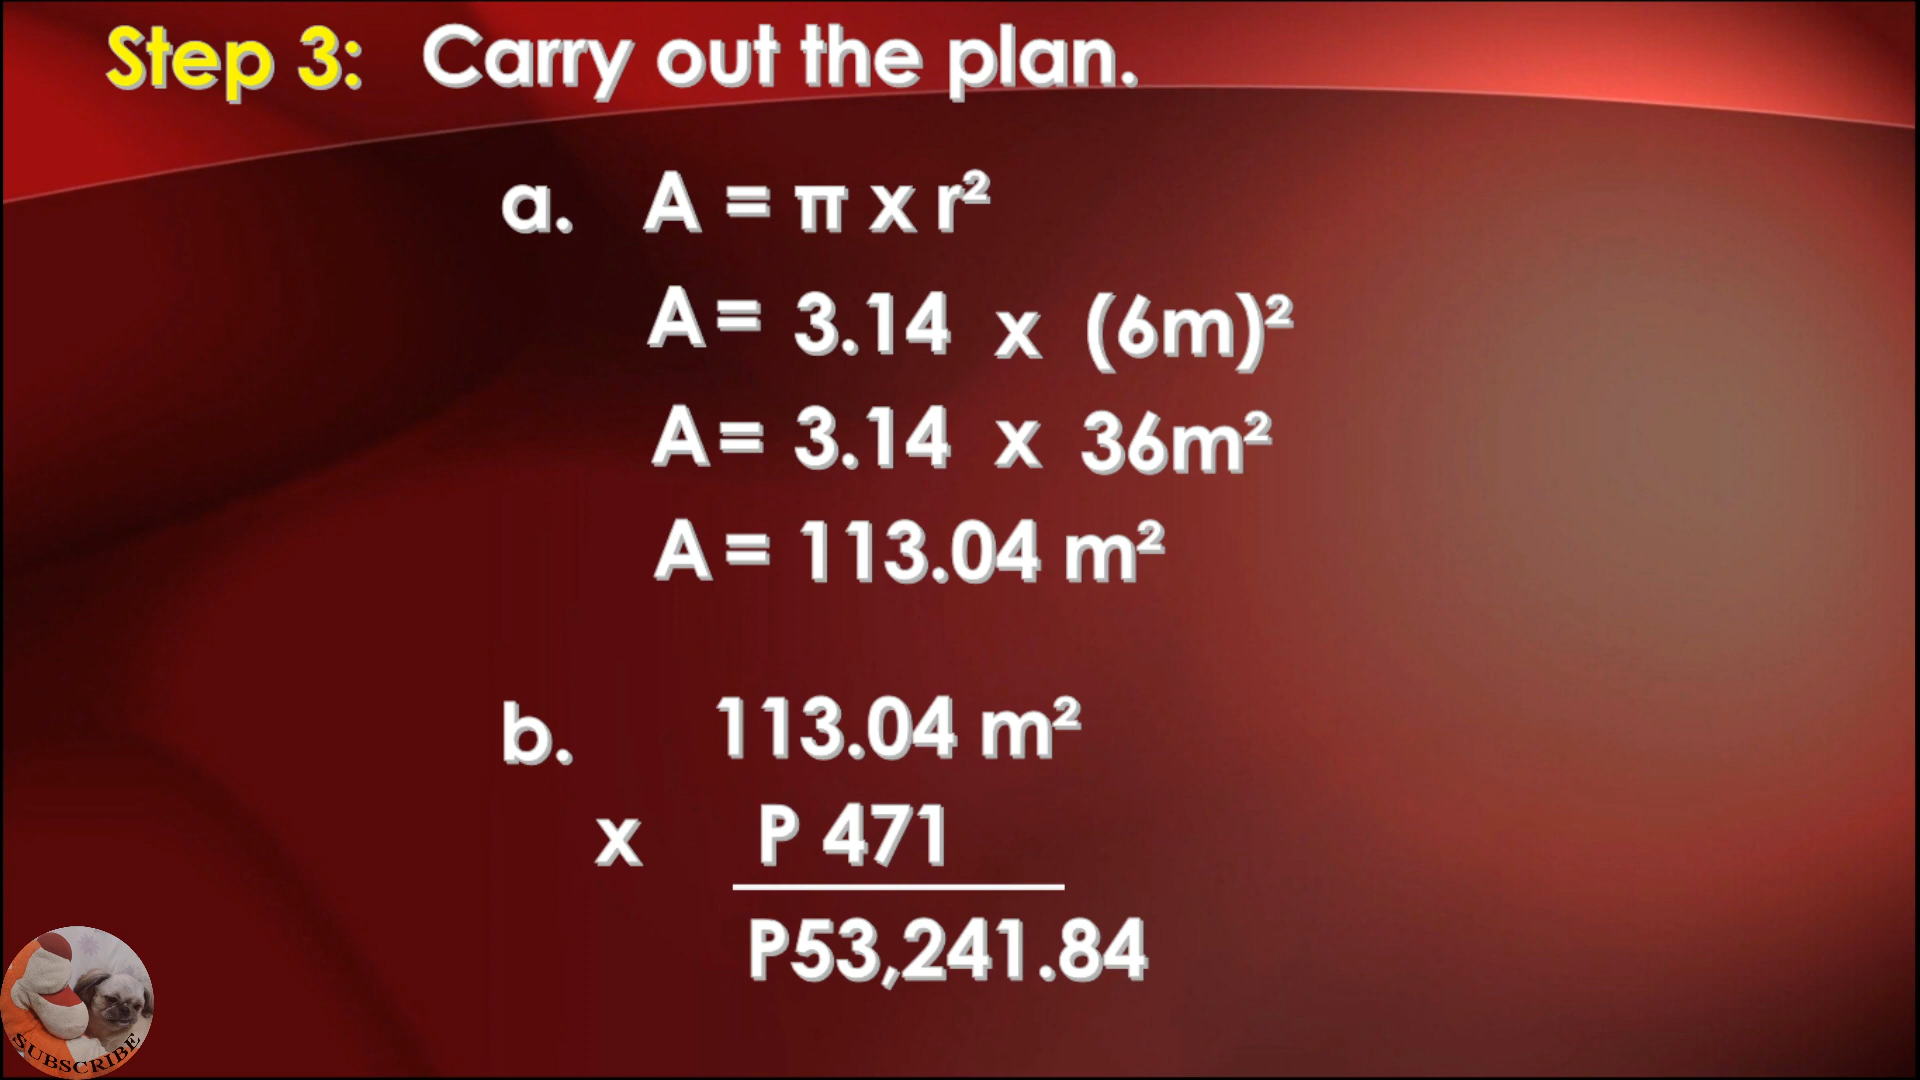 Step 3: Carry out the plan.
a. A = π x r²
A = 3.14 x (6m)²
A = 3.14 x 36m²
A = 113.04 m²
b. 113.04 m²
x P 471
P53,241.84
SUBSCRIBE